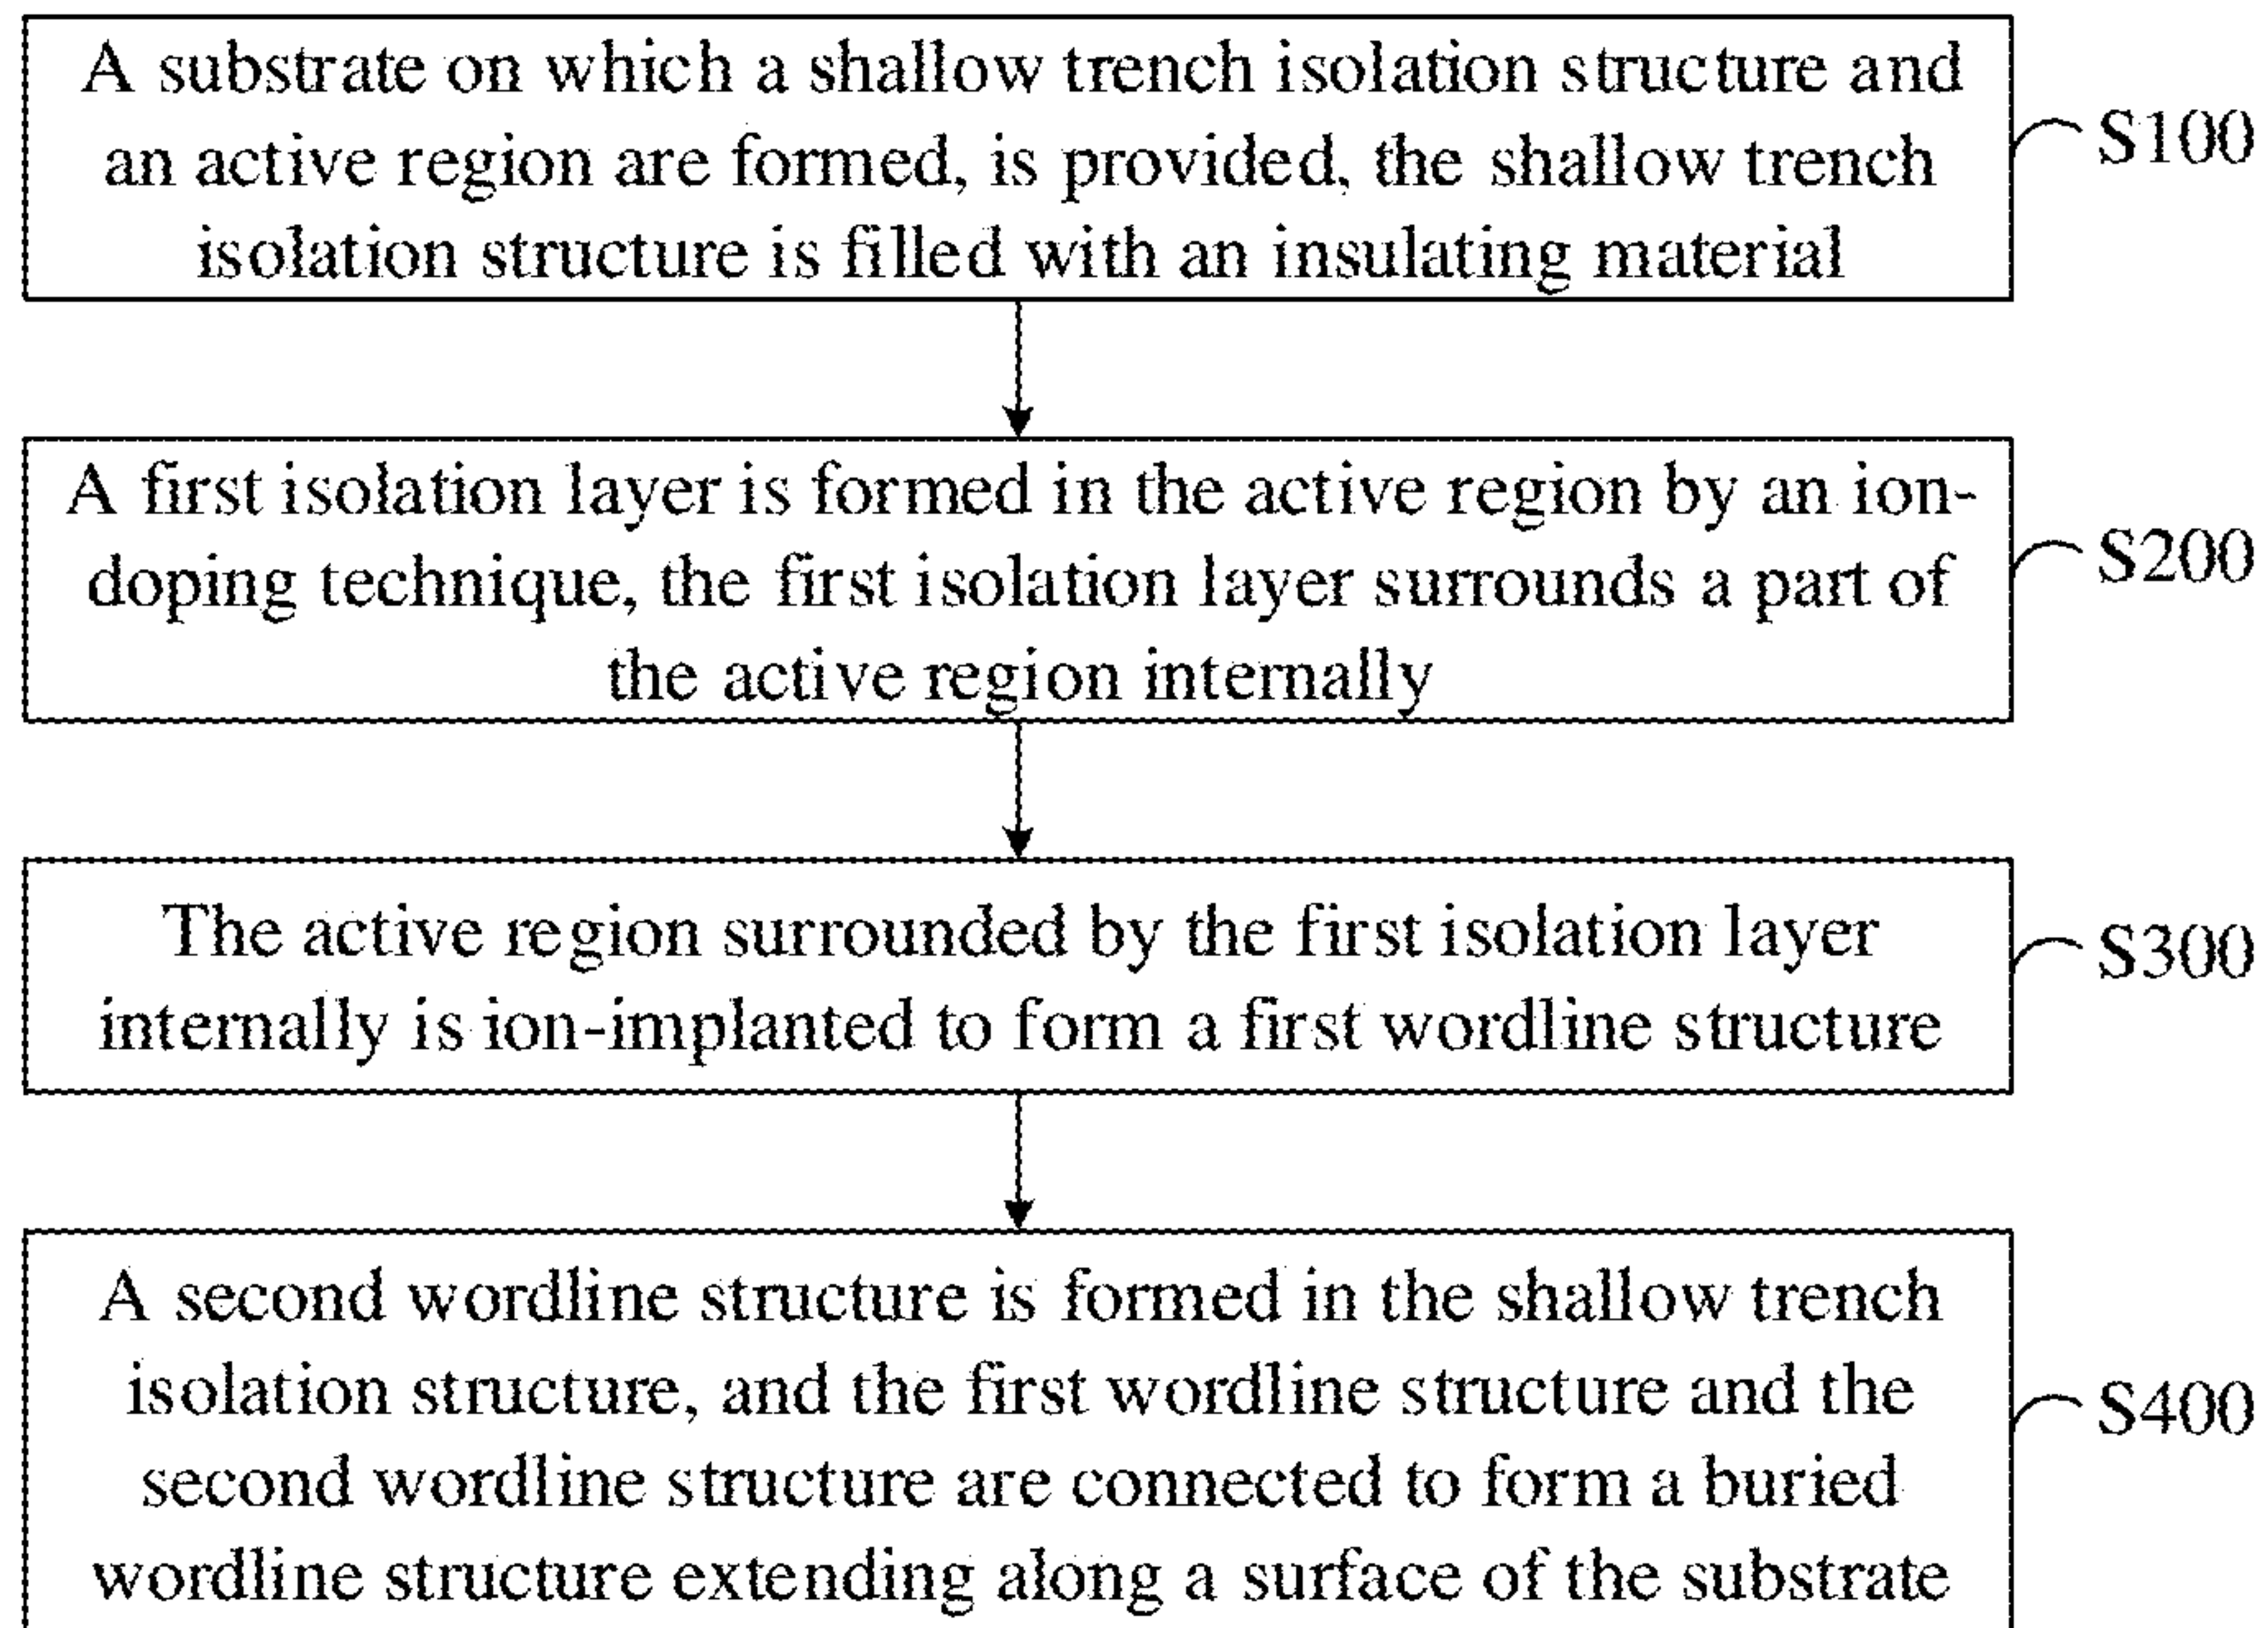 A substrate on which a shallow trench isolation structure and
an active region are formed, is provided, the shallow trench
isolation structure is filled with an insulating material
S100
A first isolation layer is formed in the active region by an ion-
doping technique, the first isolation layer surrounds a part of
the active region internally
S200
The active region surrounded by the first isolation layer
internally is ion-implanted to form a first wordline structure
S300
A second wordline structure is formed in the shallow trench
isolation structure, and the first wordline structure and the
second wordline structure are connected to form a buried
wordline structure extending along a surface of the substrate
S400